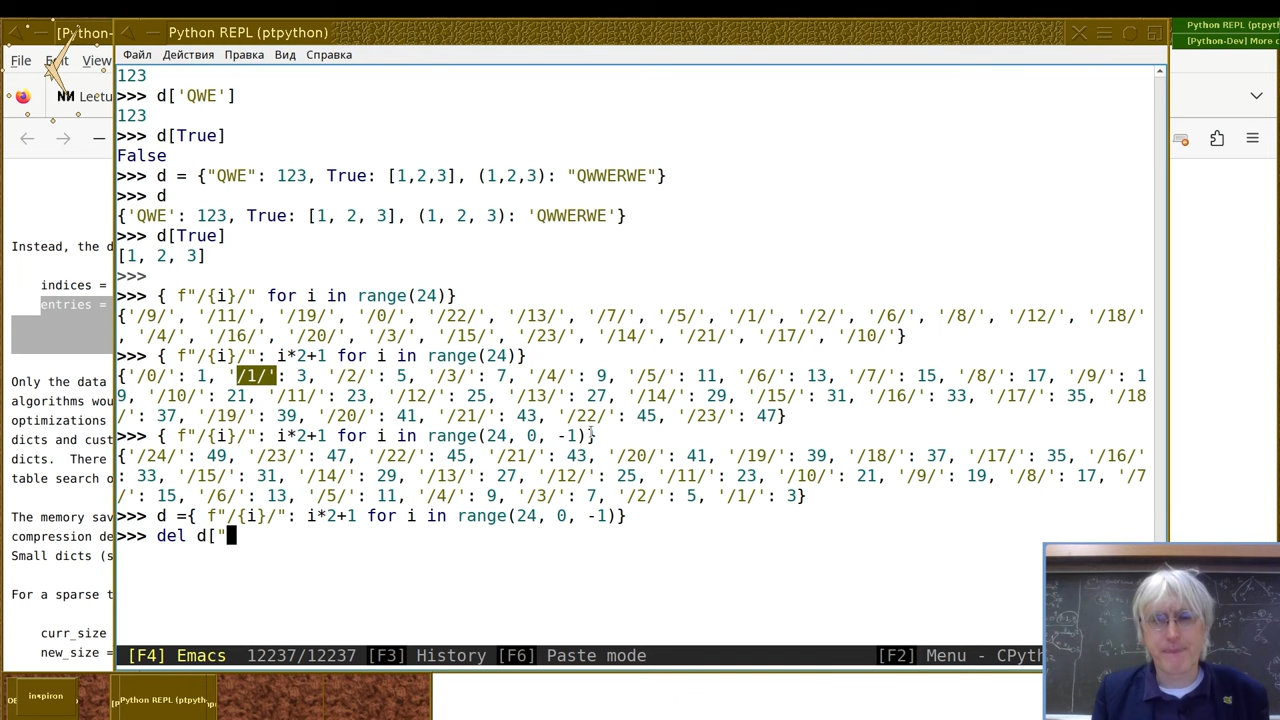 [Python-
Python REPL (ptpython)
Python REPL (ptpython)
[Python-Dev] More c
File Edit View
Файл Действия Правка Вид Справка
Lectu
123
>>> d['QWE']
123
>>> d[True]
False
>>> d = {"QWE": 123, True: [1,2,3], (1,2,3): "QWWERWE"}
>>> d
{'QWE': 123, True: [1, 2, 3], (1, 2, 3): 'QWWERWE'}
>>> d[True]
[1, 2, 3]
>>>
>>> { f"/{i}/" for i in range(24)}
{'/9/', '/11/', '/19/', '/0/', '/22/', '/13/', '/7/', '/5/', '/1/', '/2/', '/6/', '/8/', '/12/', '/18/'
, '/4/', '/16/', '/20/', '/3/', '/15/', '/23/', '/14/', '/21/', '/17/', '/10/'}
>>> { f"/{i}/": i*2+1 for i in range(24)}
{'/0/': 1, '/1/': 3, '/2/': 5, '/3/': 7, '/4/': 9, '/5/': 11, '/6/': 13, '/7/': 15, '/8/': 17, '/9/': 1
9, '/10/': 21, '/11/': 23, '/12/': 25, '/13/': 27, '/14/': 29, '/15/': 31, '/16/': 33, '/17/': 35, '/18
/': 37, '/19/': 39, '/20/': 41, '/21/': 43, '/22/': 45, '/23/': 47}
>>> { f"/{i}/": i*2+1 for i in range(24, 0, -1)}
{'/24/': 49, '/23/': 47, '/22/': 45, '/21/': 43, '/20/': 41, '/19/': 39, '/18/': 37, '/17/': 35, '/16/'
: 33, '/15/': 31, '/14/': 29, '/13/': 27, '/12/': 25, '/11/': 23, '/10/': 21, '/9/': 19, '/8/': 17, '/7
/': 15, '/6/': 13, '/5/': 11, '/4/': 9, '/3/': 7, '/2/': 5, '/1/': 3}
>>> d ={ f"/{i}/": i*2+1 for i in range(24, 0, -1)}
>>> del d["
[F4] Emacs 12237/12237 [F3] History [F6] Paste mode [F2] Menu - CPyth
Instead, the d
indices =
entries =
Only the data
algorithms wou
optimizations
dicts and cust
dicts. There
table search o
The memory sav
compression de
Small dicts (s
For a sparse t
curr_size
new_size =
inspiron
Python REPL (ptpyth